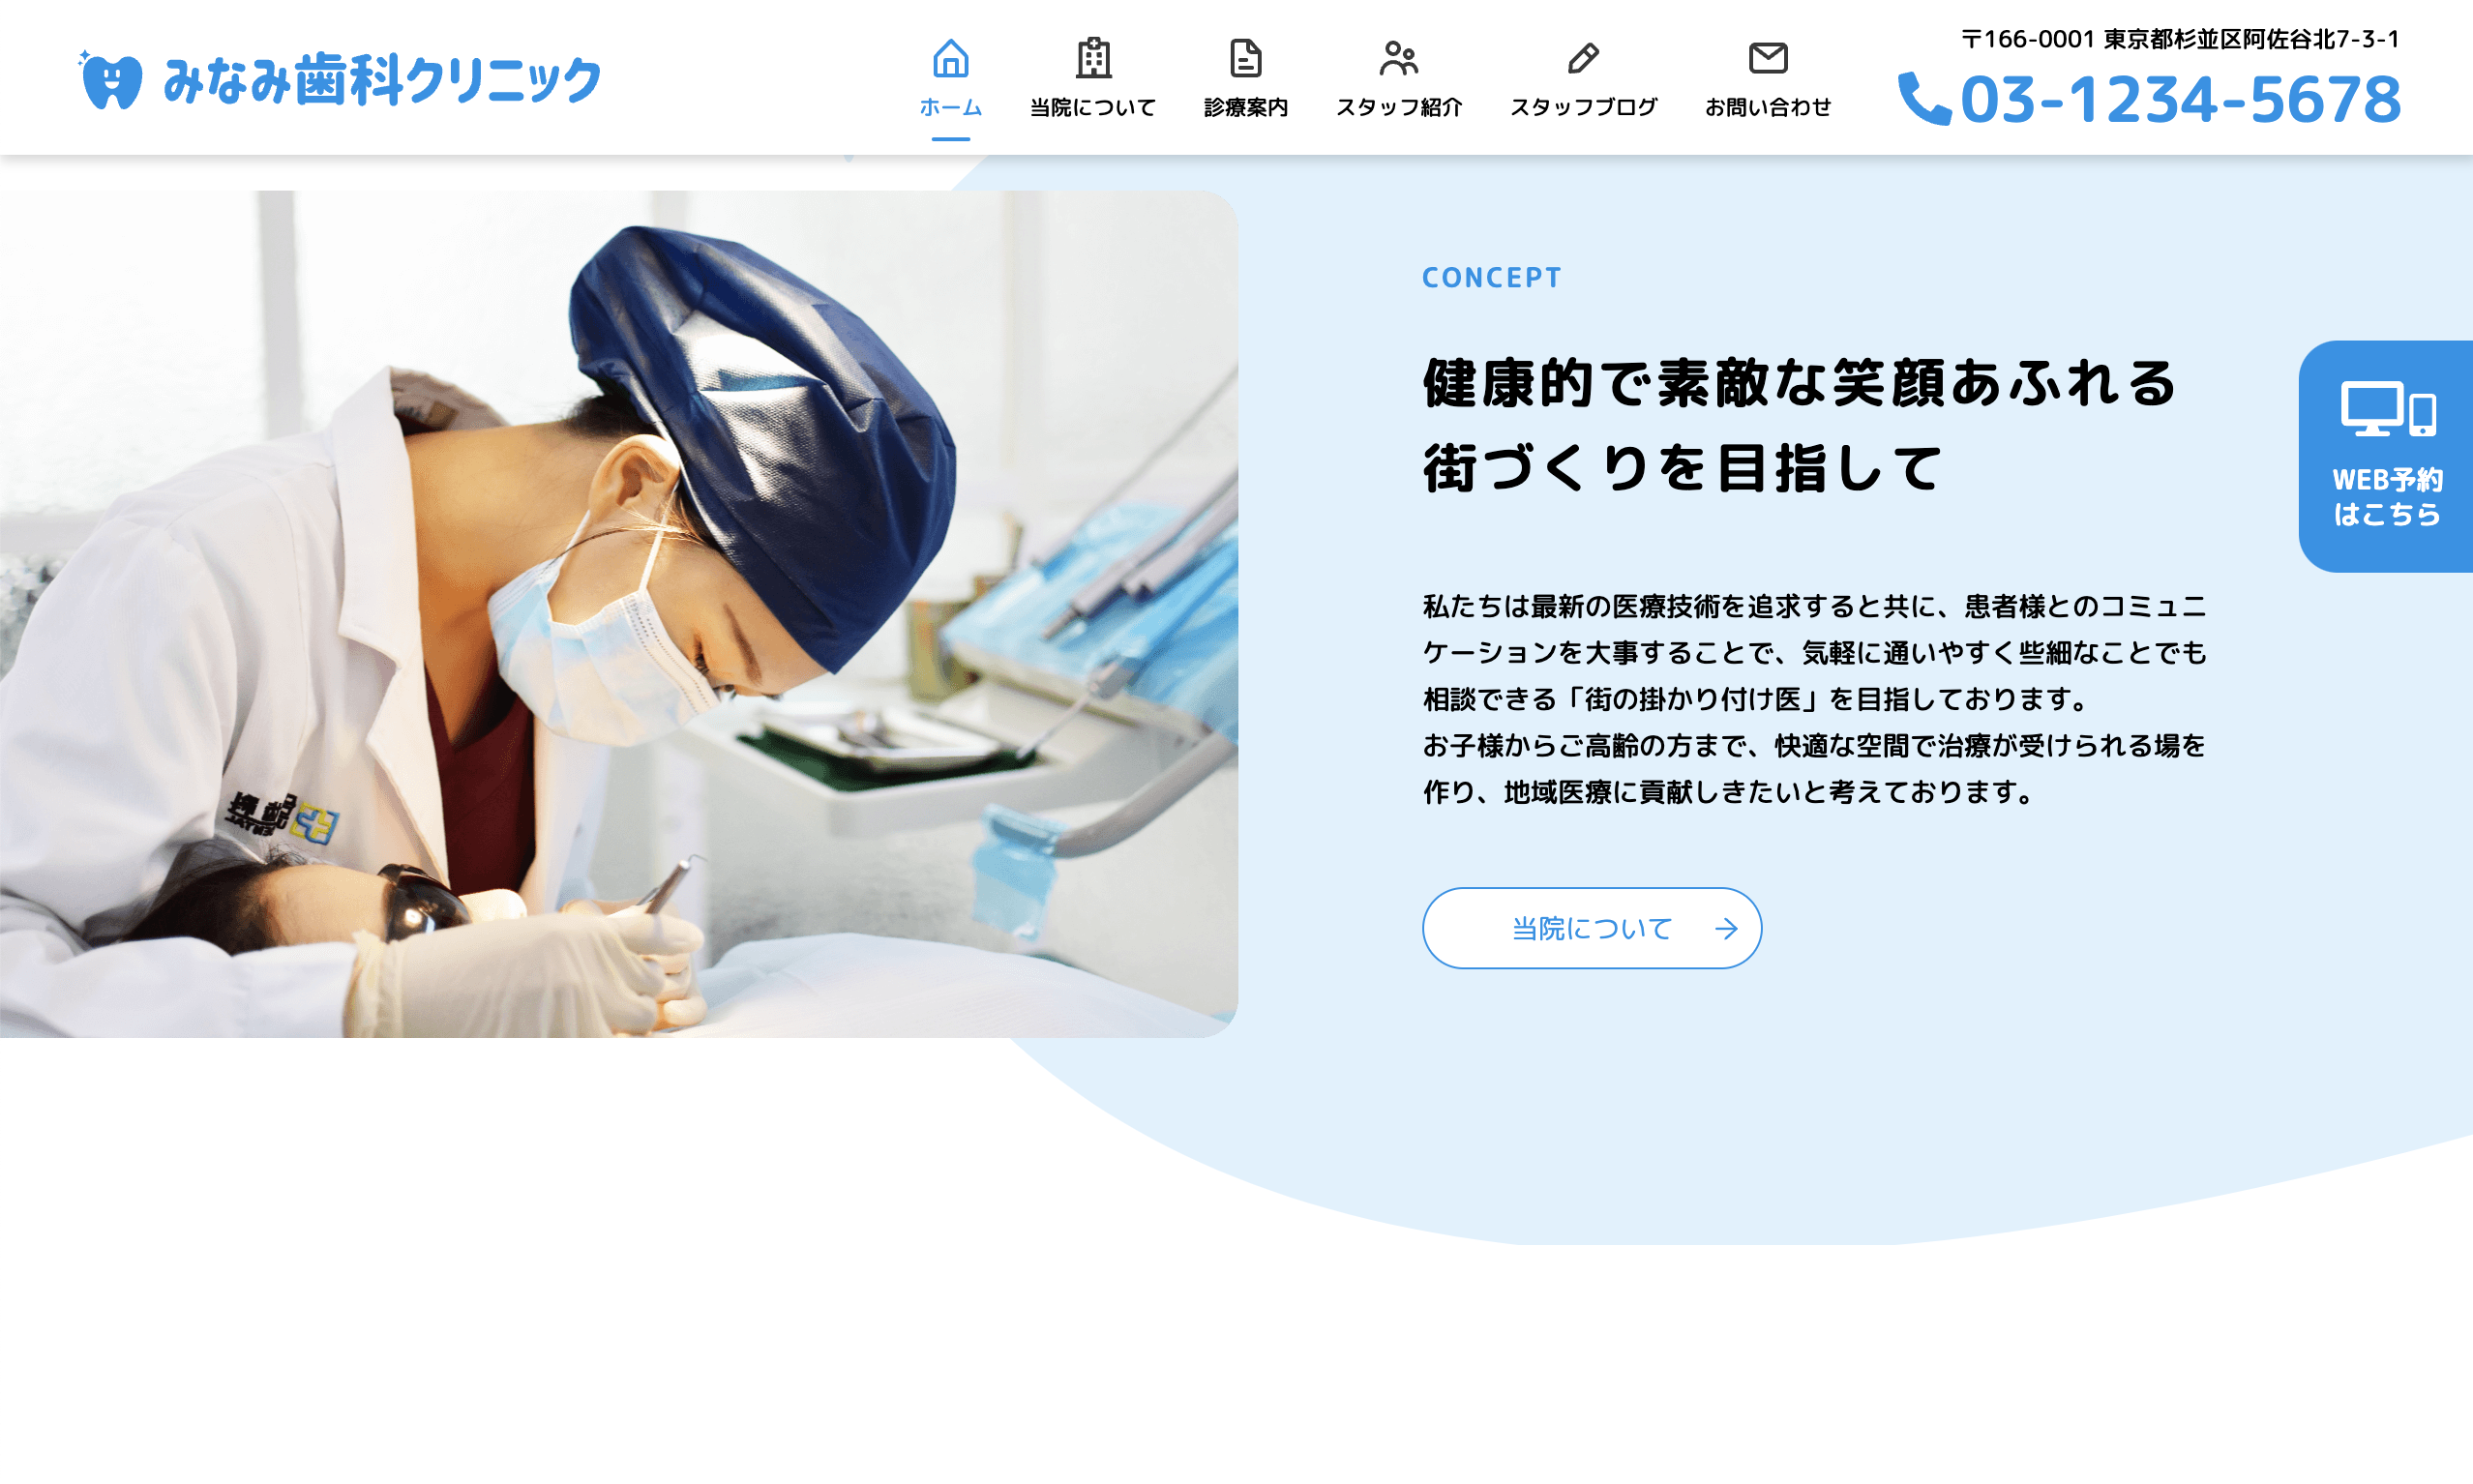 みなみ歯科クリニック
ホーム
当院について
診療案内
スタッフ紹介
スタッフブログ
お問い合わせ
〒166-0001 東京都杉並区阿佐谷北7-3-1
03-1234-5678
CONCEPT
健康的で素敵な笑顔あふれる
街づくりを目指して
WEB予約
はこちら
私たちは最新の医療技術を追求すると共に、患者様とのコミュニ
ケーションを大事することで、気軽に通いやすく些細なことでも
相談できる「街の掛かり付け医」を目指しております。
お子様からご高齢の方まで、快適な空間で治療が受けられる場を
作り、地域医療に貢献しきたいと考えております。
当院について